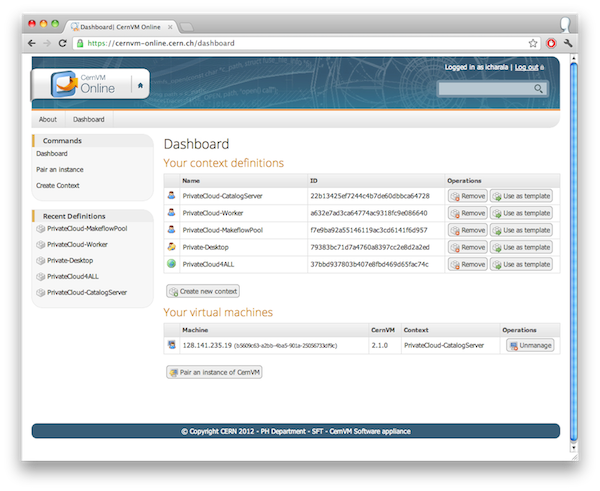 Dashboard| CernVM Online
https://cernvm-online.cern.ch/dashboard
Logged in as icharala | Log out
CernVM
Online
About Dashboard
Commands
Dashboard
Pair an instance
Create Context
Recent Definitions
PrivateCloud-MakeflowPool
PrivateCloud-Worker
Private-Desktop
PrivateCloud4ALL
PrivateCloud-CatalogServer
Dashboard
Your context definitions
Name ID Operations
PrivateCloud-CatalogServer 22b13425ef7244c4b7de60dbbca64728 Remove Use as template
PrivateCloud-Worker a632e7ad3ca64774ac9318fc9e086640 Remove Use as template
PrivateCloud-MakeflowPool f7e9ba92a55146119ac3cd6141f6d957 Remove Use as template
Private-Desktop 79383bc71d7a4760a8397cc2e8d2a2ed Remove Use as template
PrivateCloud4ALL 37bbd937803b407e8fbd469d65fac74c Remove Use as template
Create new context
Your virtual machines
Machine CernVM Context Operations
128.141.235.19 2.1.0 PrivateCloud-CatalogServer Unmanage
Pair an instance of CernVM
© Copyright CERN 2012 - PH Department - SFT - CernVM Software appliance